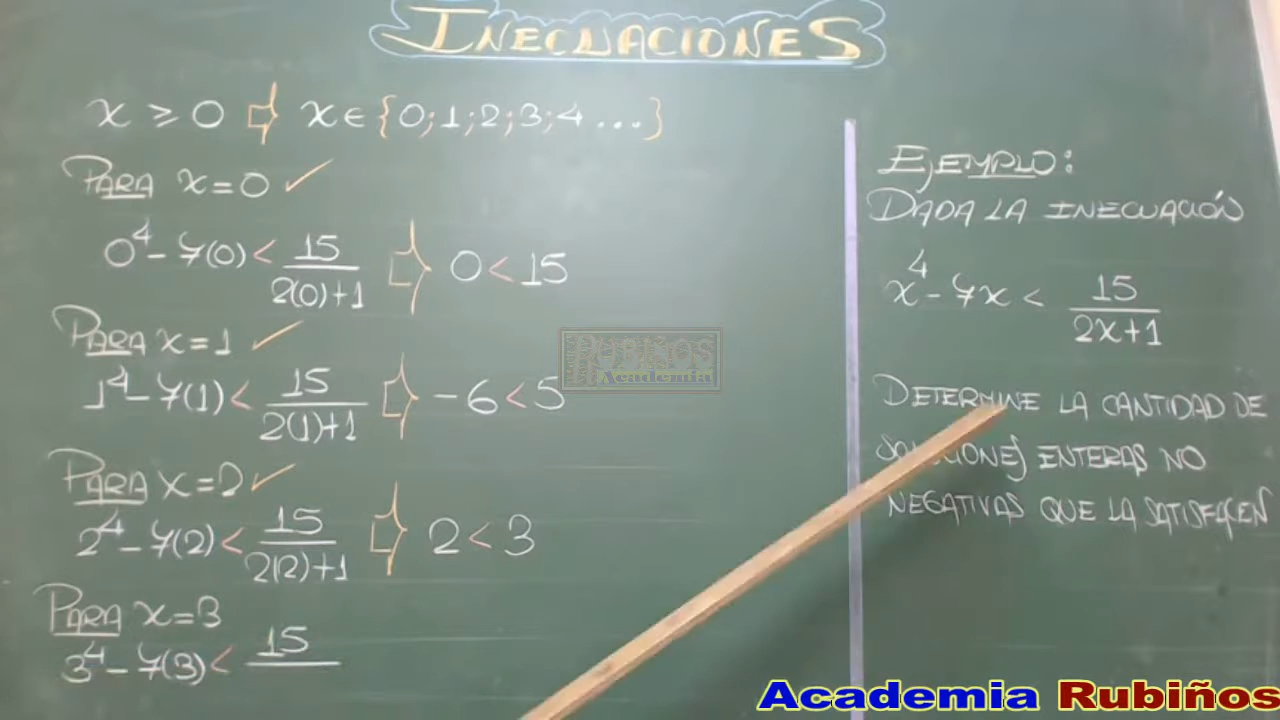 INECUACIONES
x ≥ 0 ⇒ x ∈ {0; 1; 2; 3; 4 ...}
PARA x = 0 ✓
0⁴ - 7(0) < 15/(2(0)+1) ⇒ 0 < 15
PARA x = 1 ✓
1⁴ - 7(1) < 15/(2(1)+1) ⇒ -6 < 5
PARA x = 2 ✓
2⁴ - 7(2) < 15/(2(2)+1) ⇒ 2 < 3
PARA x = 3
3⁴ - 7(3) < 15
EJEMPLO:
DADA LA INECUACIÓN
x⁴ - 7x < 15/(2x+1)
DETERMINE LA CANTIDAD DE
SOLUCIONES ENTERAS NO
NEGATIVAS QUE LA SATISFACEN
RUBIÑOS
Academia
Academia Rubiños